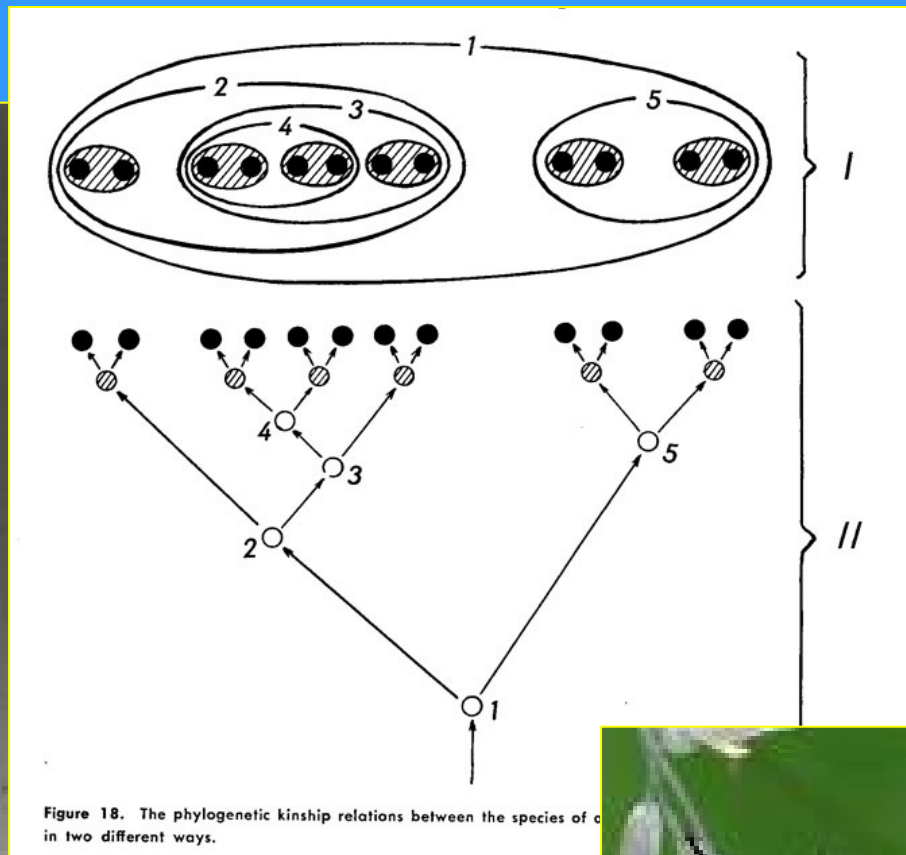 1
2
3
5
4
I
4
3
5
2
II
1
Figure 18. The phylogenetic kinship relations between the species of
in two different ways.